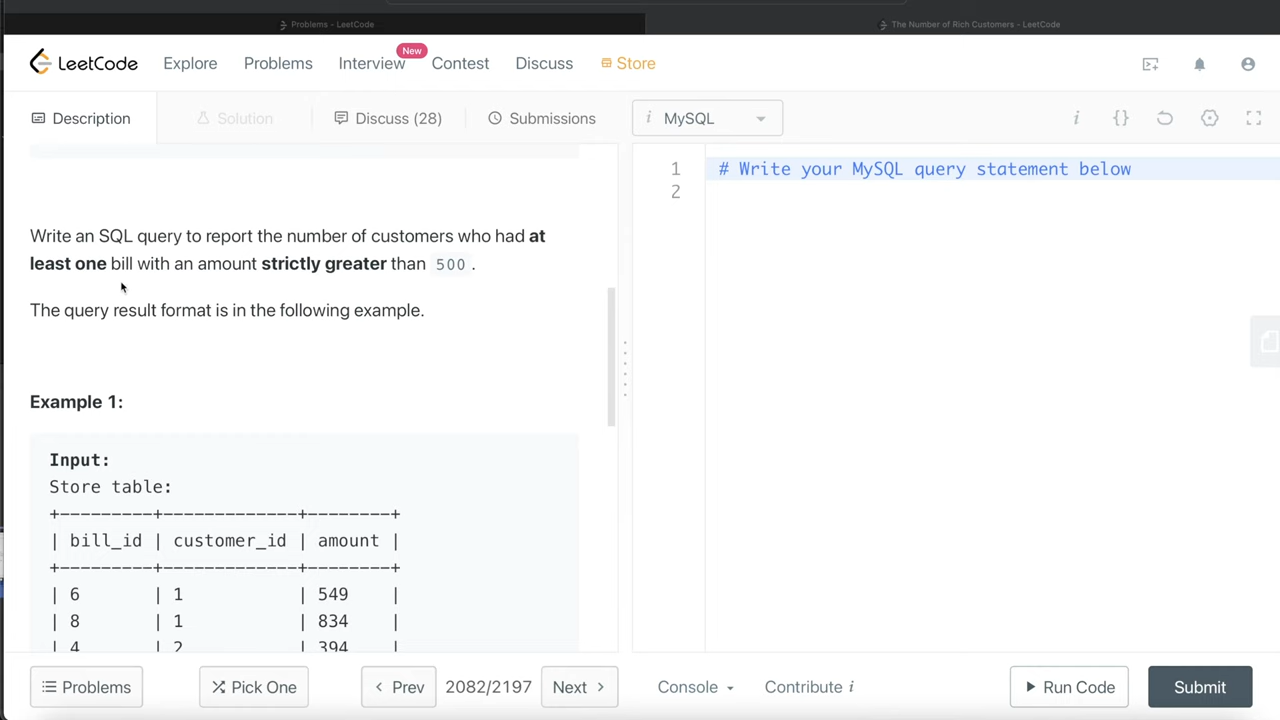 Problems - LeetCode
The Number of Rich Customers - LeetCode
LeetCode Explore Problems Interview New Contest Discuss Store
Description Solution Discuss (28) Submissions
i MySQL i {}
1 # Write your MySQL query statement below
2
Write an SQL query to report the number of customers who had at
least one bill with an amount strictly greater than 500.
The query result format is in the following example.
Example 1:
Input:
Store table:
+---------+-------------+--------+
| bill_id | customer_id | amount |
+---------+-------------+--------+
| 6       | 1           | 549    |
| 8       | 1           | 834    |
| 4       | 2           | 394    |
Problems Pick One < Prev 2082/2197 Next > Console Contribute i Run Code Submit